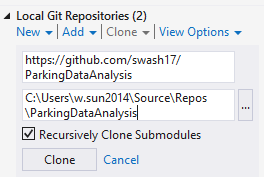 Local Git Repositories (2)
New Add Clone View Options
https://github.com/swash17/
ParkingDataAnalysis
C:\Users\w.sun2014\Source\Repos
\ParkingDataAnalysis
...
Recursively Clone Submodules
Clone Cancel